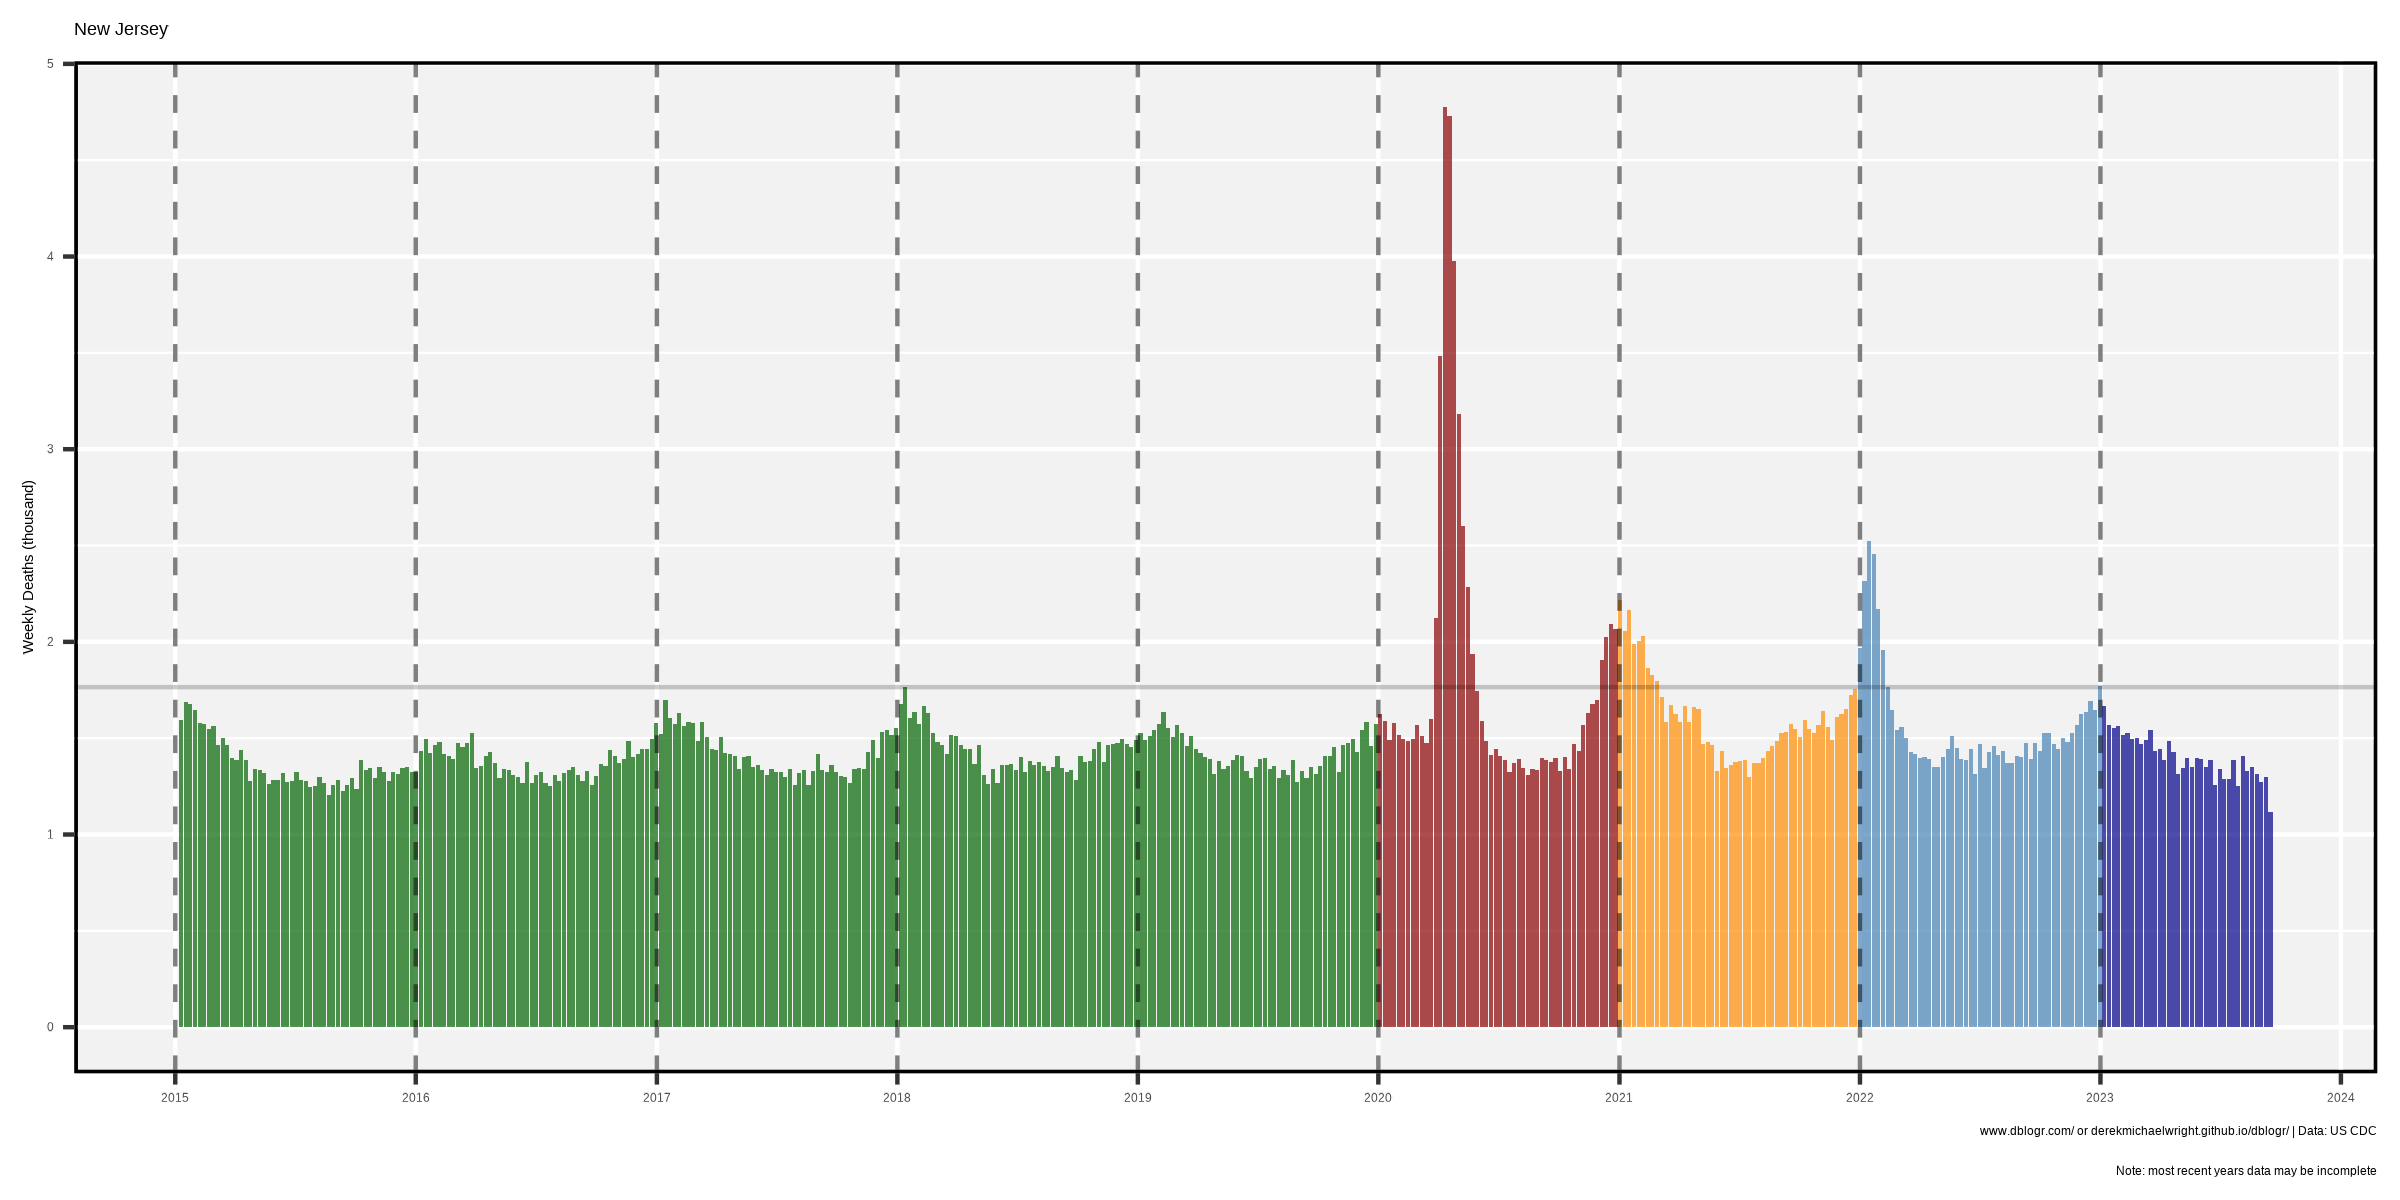 New Jersey
5
4
3
2
1
0
Weekly Deaths (thousand)
2015 2016 2017 2018 2019 2020 2021 2022 2023 2024
www.dblogr.com/ or derekmichaelwright.github.io/dblogr/ | Data: US CDC
Note: most recent years data may be incomplete